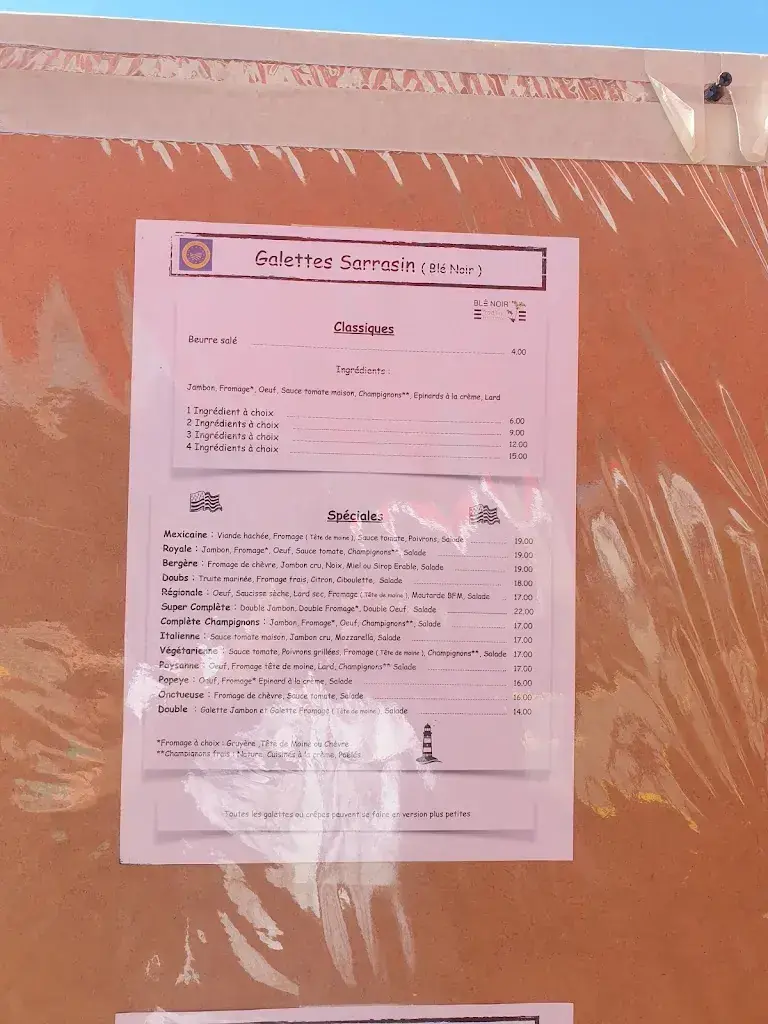 Galettes Sarrasin ( Blé Noir )
BLÉ NOIR
Classiques
Beurre salé 4.00
Ingrédients :
Jambon, Fromage*, Oeuf, Sauce tomate maison, Champignons**, Epinards à la crème, Lard
1 Ingrédient à choix 6.00
2 Ingrédients à choix 9.00
3 Ingrédients à choix 12.00
4 Ingrédients à choix 15.00
Spéciales
Mexicaine : Viande hachée, Fromage ( Tête de moine ), Sauce tomate, Poivrons, Salade 19.00
Royale : Jambon, Fromage*, Oeuf, Sauce tomate, Champignons**, Salade 19.00
Bergère : Fromage de chèvre, Jambon cru, Noix, Miel ou Sirop Erable, Salade 19.00
Doubs : Truite marinée, Fromage frais, Citron, Ciboulette, Salade 18.00
Régionale : Oeuf, Saucisse sèche, Lard sec, Fromage ( Tête de moine ), Moutarde BFM, Salade 17.00
Super Complète : Double Jambon, Double Fromage*, Double Oeuf, Salade 22.00
Complète Champignons : Jambon, Fromage*, Oeuf, Champignons**, Salade 17.00
Italienne : Sauce tomate maison, Jambon cru, Mozzarella, Salade 17.00
Végétarienne : Sauce tomate, Poivrons grillées, Fromage ( Tête de moine ), Champignons**, Salade 17.00
Paysanne : Oeuf, Fromage tête de moine, Lard, Champignons** Salade 17.00
Popeye : Oeuf, Fromage* Epinard à la crème, Salade 16.00
Onctueuse : Fromage de chèvre, Sauce tomate, Salade 16.00
Double : Galette Jambon et Galette Fromage ( Tête de moine ), Salade 14.00
*Fromage à choix : Gruyère, Tête de Moine ou Chèvre
**Champignons frais : Nature, Cuisinés à la crème, Poêlés
Toutes les galettes ou crêpes peuvent se faire en version plus petites